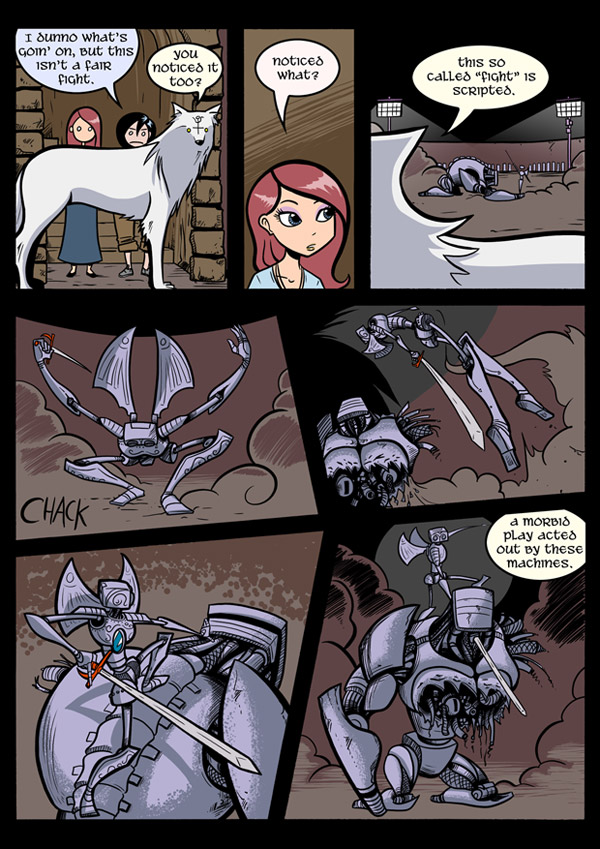 I dunno what's
goin' on, but this
isn't a fair
fight.
you
noticed it
too?
noticed
what?
this so
called "fight" is
scripted.
CHACK
a morbid
play acted
out by these
machines.